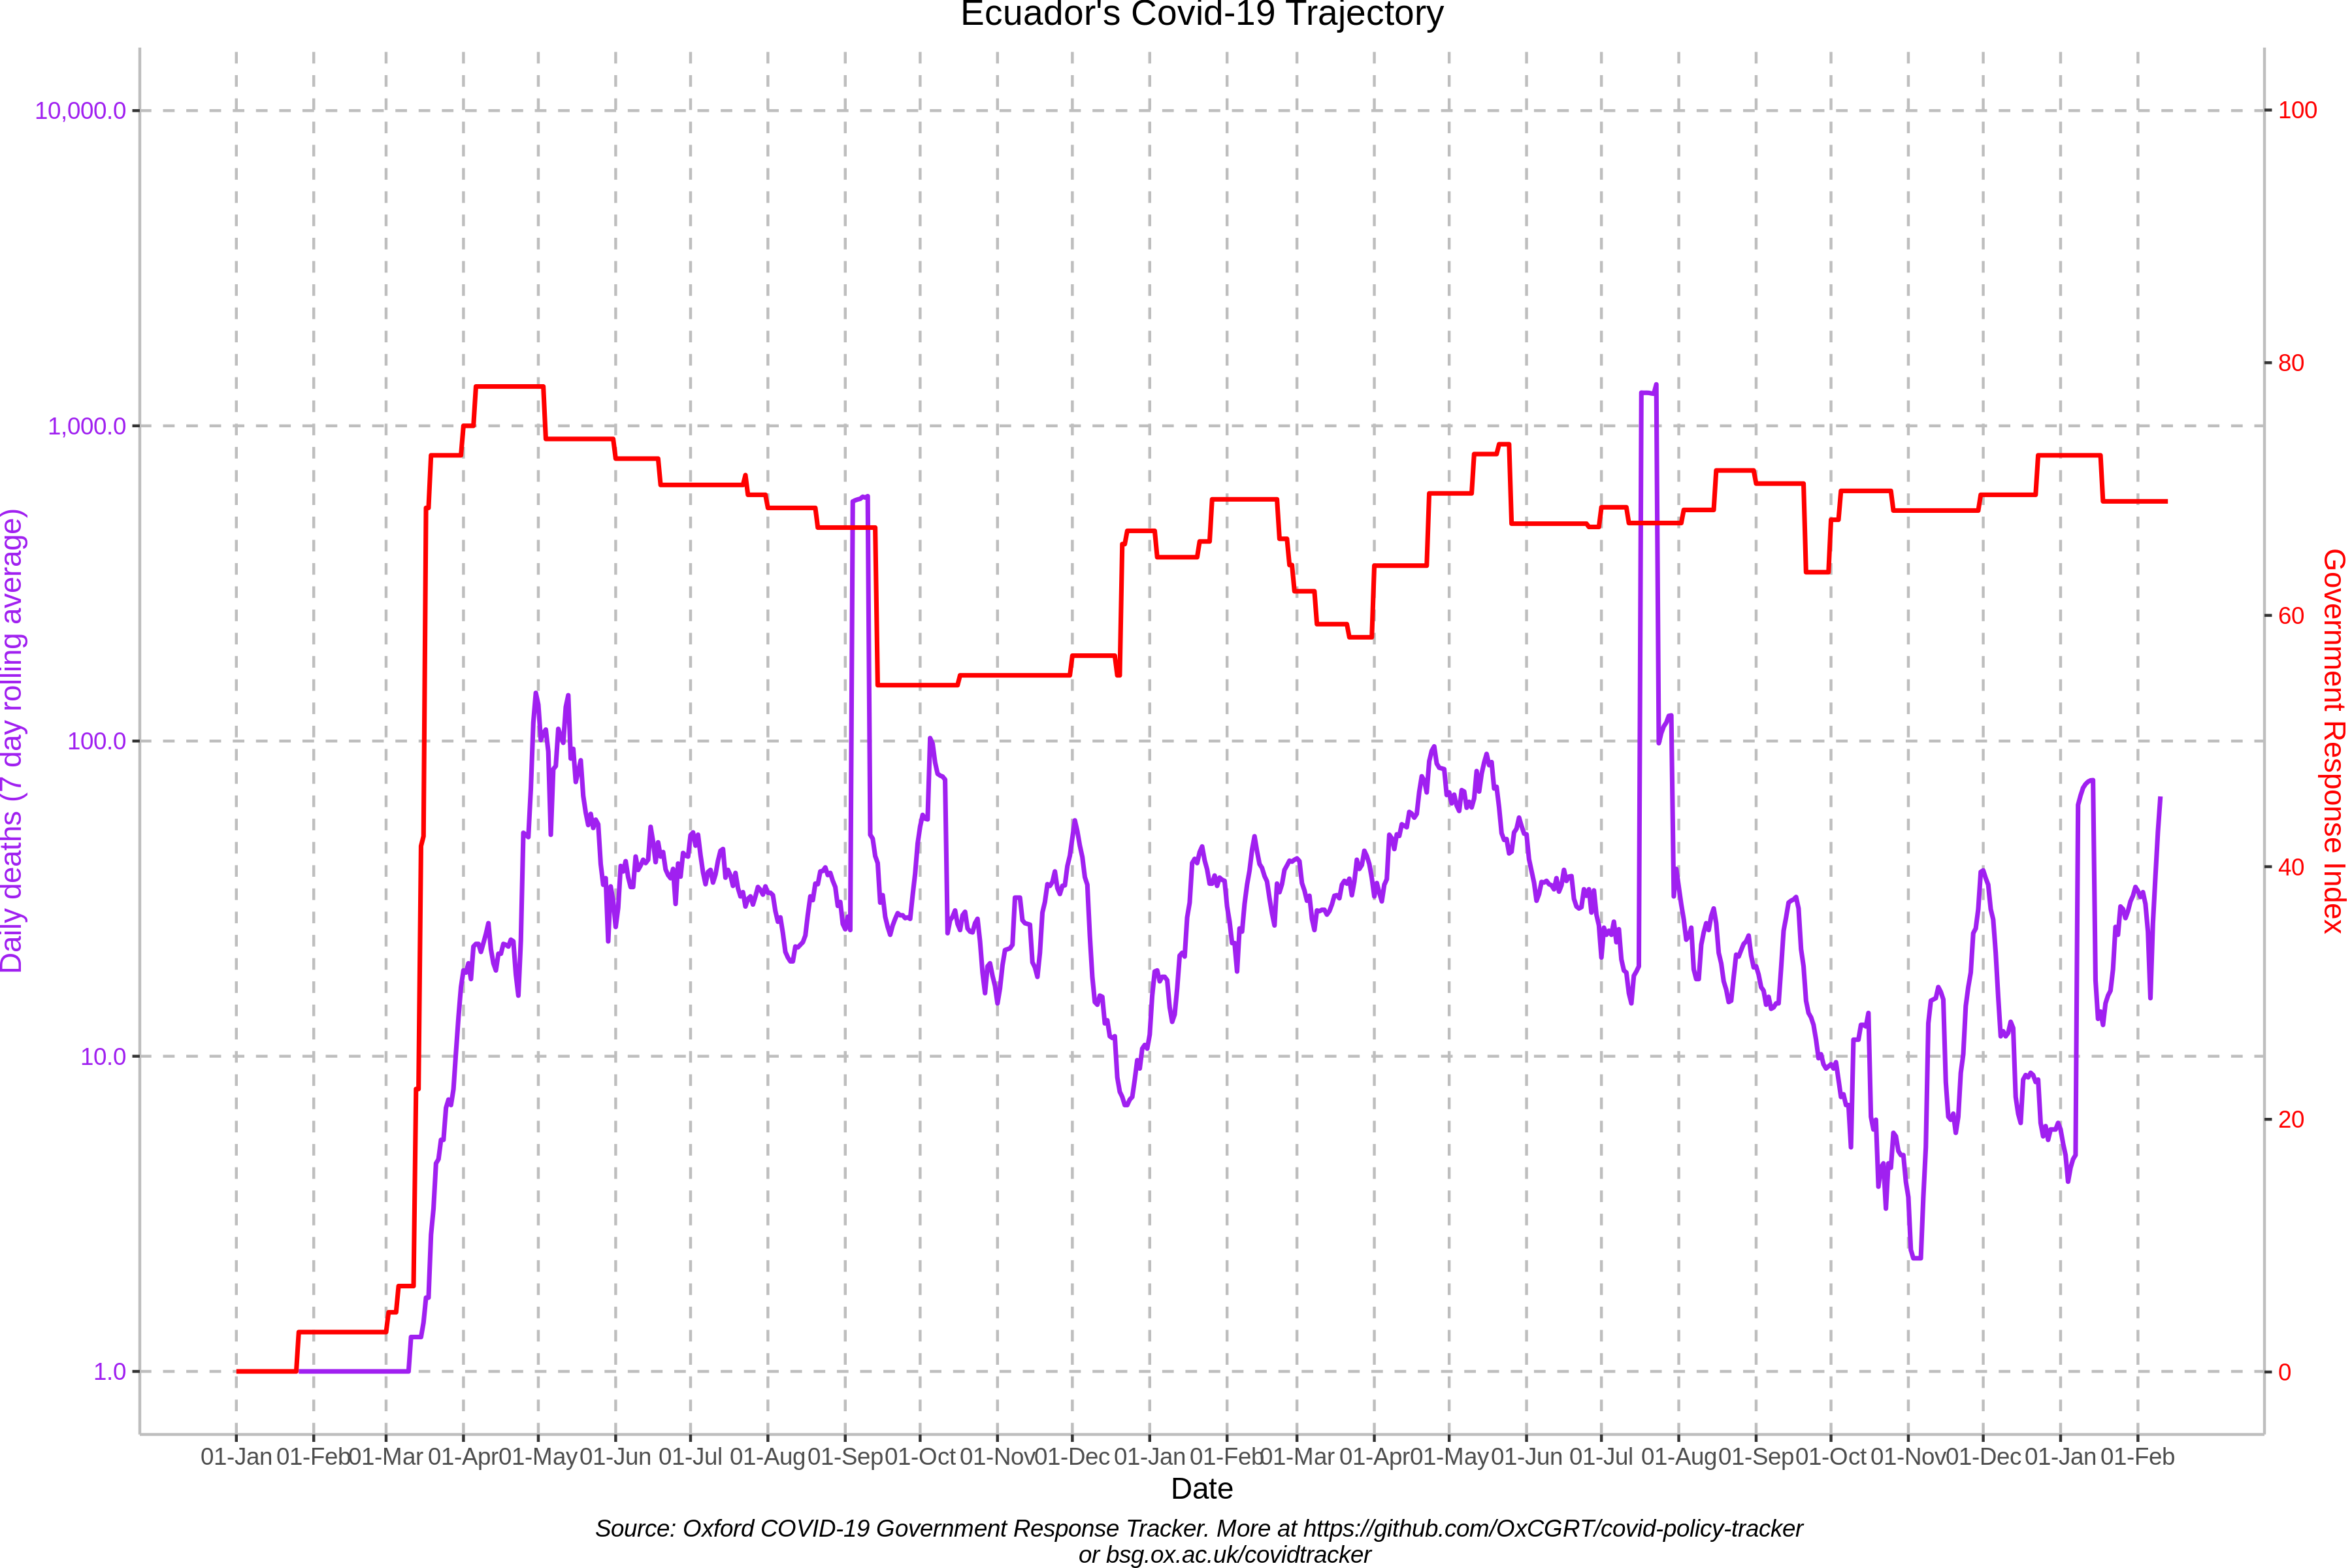 Ecuador's Covid-19 Trajectory
10,000.0
1,000.0
100.0
10.0
1.0
Daily deaths (7 day rolling average)
100
80
60
40
20
0
Government Response Index
01-Jan 01-Feb 01-Mar 01-Apr 01-May 01-Jun 01-Jul 01-Aug 01-Sep 01-Oct 01-Nov 01-Dec 01-Jan 01-Feb 01-Mar 01-Apr 01-May 01-Jun 01-Jul 01-Aug 01-Sep 01-Oct 01-Nov 01-Dec 01-Jan 01-Feb
Date
Source: Oxford COVID-19 Government Response Tracker. More at https://github.com/OxCGRT/covid-policy-tracker
or bsg.ox.ac.uk/covidtracker